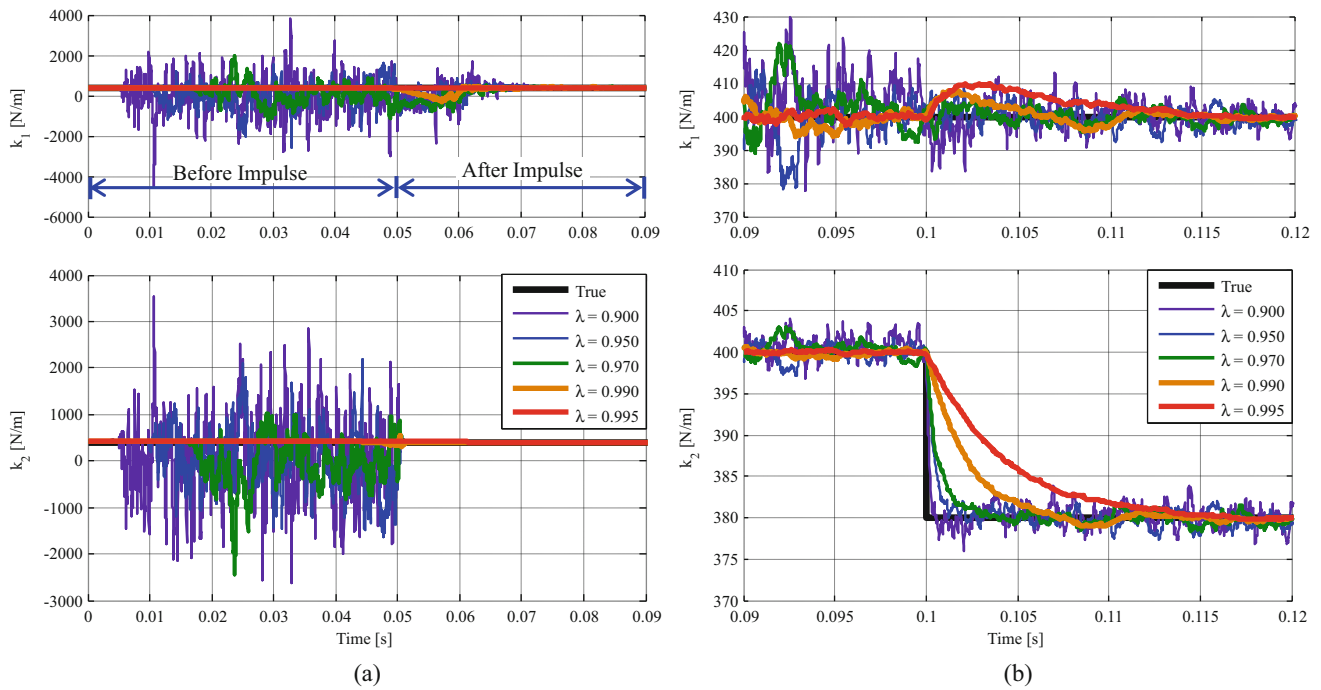 4000
2000
0
-2000
-4000
-6000
k1 [N/m]
Before Impulse
After Impulse
0 0.01 0.02 0.03 0.04 0.05 0.06 0.07 0.08 0.09
430
420
410
400
390
380
370
k1 [N/m]
0.09 0.095 0.1 0.105 0.11 0.115 0.12
4000
3000
2000
1000
0
-1000
-2000
-3000
k2 [N/m]
True
λ = 0.900
λ = 0.950
λ = 0.970
λ = 0.990
λ = 0.995
0 0.01 0.02 0.03 0.04 0.05 0.06 0.07 0.08 0.09
Time [s]
(a)
410
405
400
395
390
385
380
375
370
k2 [N/m]
True
λ = 0.900
λ = 0.950
λ = 0.970
λ = 0.990
λ = 0.995
0.09 0.095 0.1 0.105 0.11 0.115 0.12
Time [s]
(b)